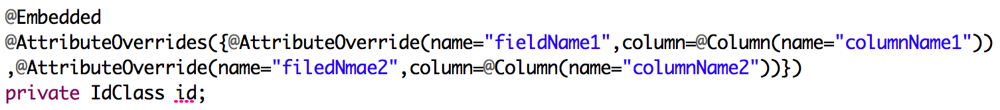 @Embedded
@AttributeOverrides({@AttributeOverride(name="fieldName1",column=@Column(name="columnName1"))
,@AttributeOverride(name="filedNmae2",column=@Column(name="columnName2"))})
private IdClass id;